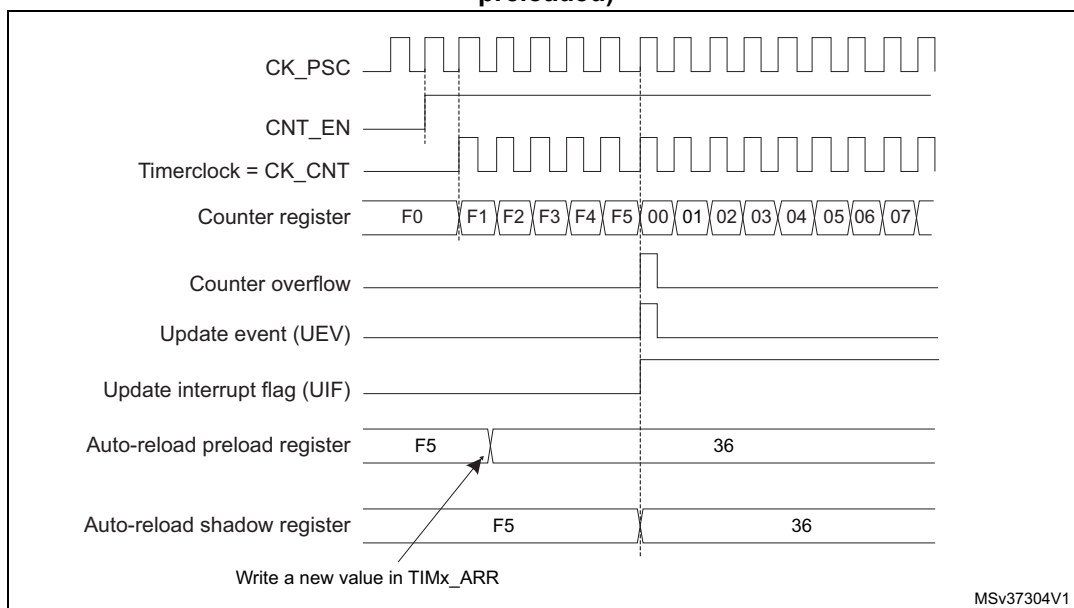 preloaded)
CK_PSC
CNT_EN
Timerclock = CK_CNT
Counter register F0 F1 F2 F3 F4 F5 00 01 02 03 04 05 06 07
Counter overflow
Update event (UEV)
Update interrupt flag (UIF)
Auto-reload preload register F5 36
Auto-reload shadow register F5 36
Write a new value in TIMx_ARR
MSv37304V1